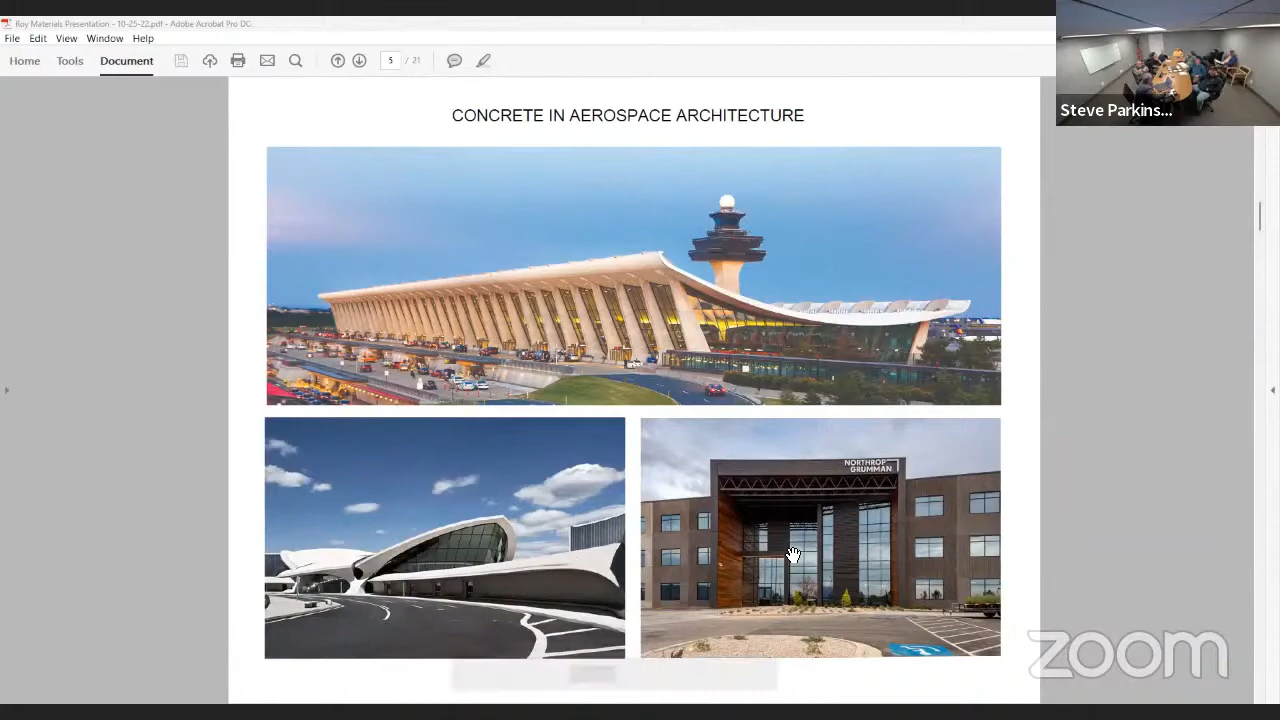 Roy Materials Presentation - 10-25-22.pdf - Adobe Acrobat Pro DC
File Edit View Window Help
Home Tools Document 5 / 21
Steve Parkins...
CONCRETE IN AEROSPACE ARCHITECTURE
NORTHROP
GRUMMAN
zoom